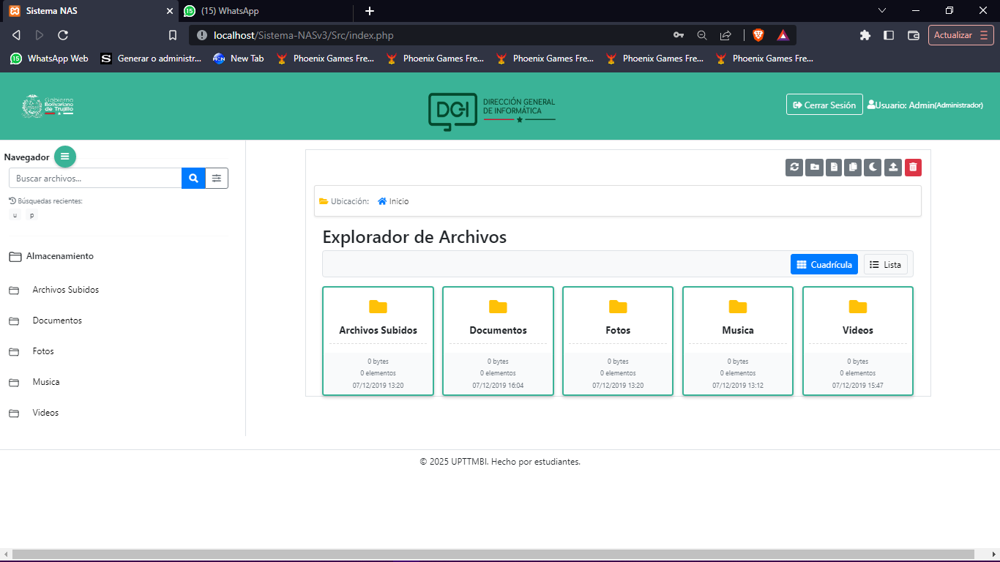 Sistema NAS
15
(15) WhatsApp
localhost/Sistema-NASv3/Src/index.php
Actualizar
15
WhatsApp Web
S
Generar o administr...
New Tab
Phoenix Games Fre...
Phoenix Games Fre...
Phoenix Games Fre...
Phoenix Games Fre...
Phoenix Games Fre...
Gobierno
Bolivariano
de Trujillo
DGI
DIRECCIÓN GENERAL
DE INFORMÁTICA
Cerrar Sesión
Usuario: Admin(Administrador)
Navegador
Buscar archivos...
Búsquedas recientes:
u p
Almacenamiento
Archivos Subidos
Documentos
Fotos
Musica
Videos
Ubicación: Inicio
Explorador de Archivos
Cuadrícula
Lista
Archivos Subidos
0 bytes
0 elementos
07/12/2019 13:20
Documentos
0 bytes
0 elementos
07/12/2019 16:04
Fotos
0 bytes
0 elementos
07/12/2019 13:20
Musica
0 bytes
0 elementos
07/12/2019 13:12
Videos
0 bytes
0 elementos
07/12/2019 15:47
© 2025 UPTTMBI. Hecho por estudiantes.